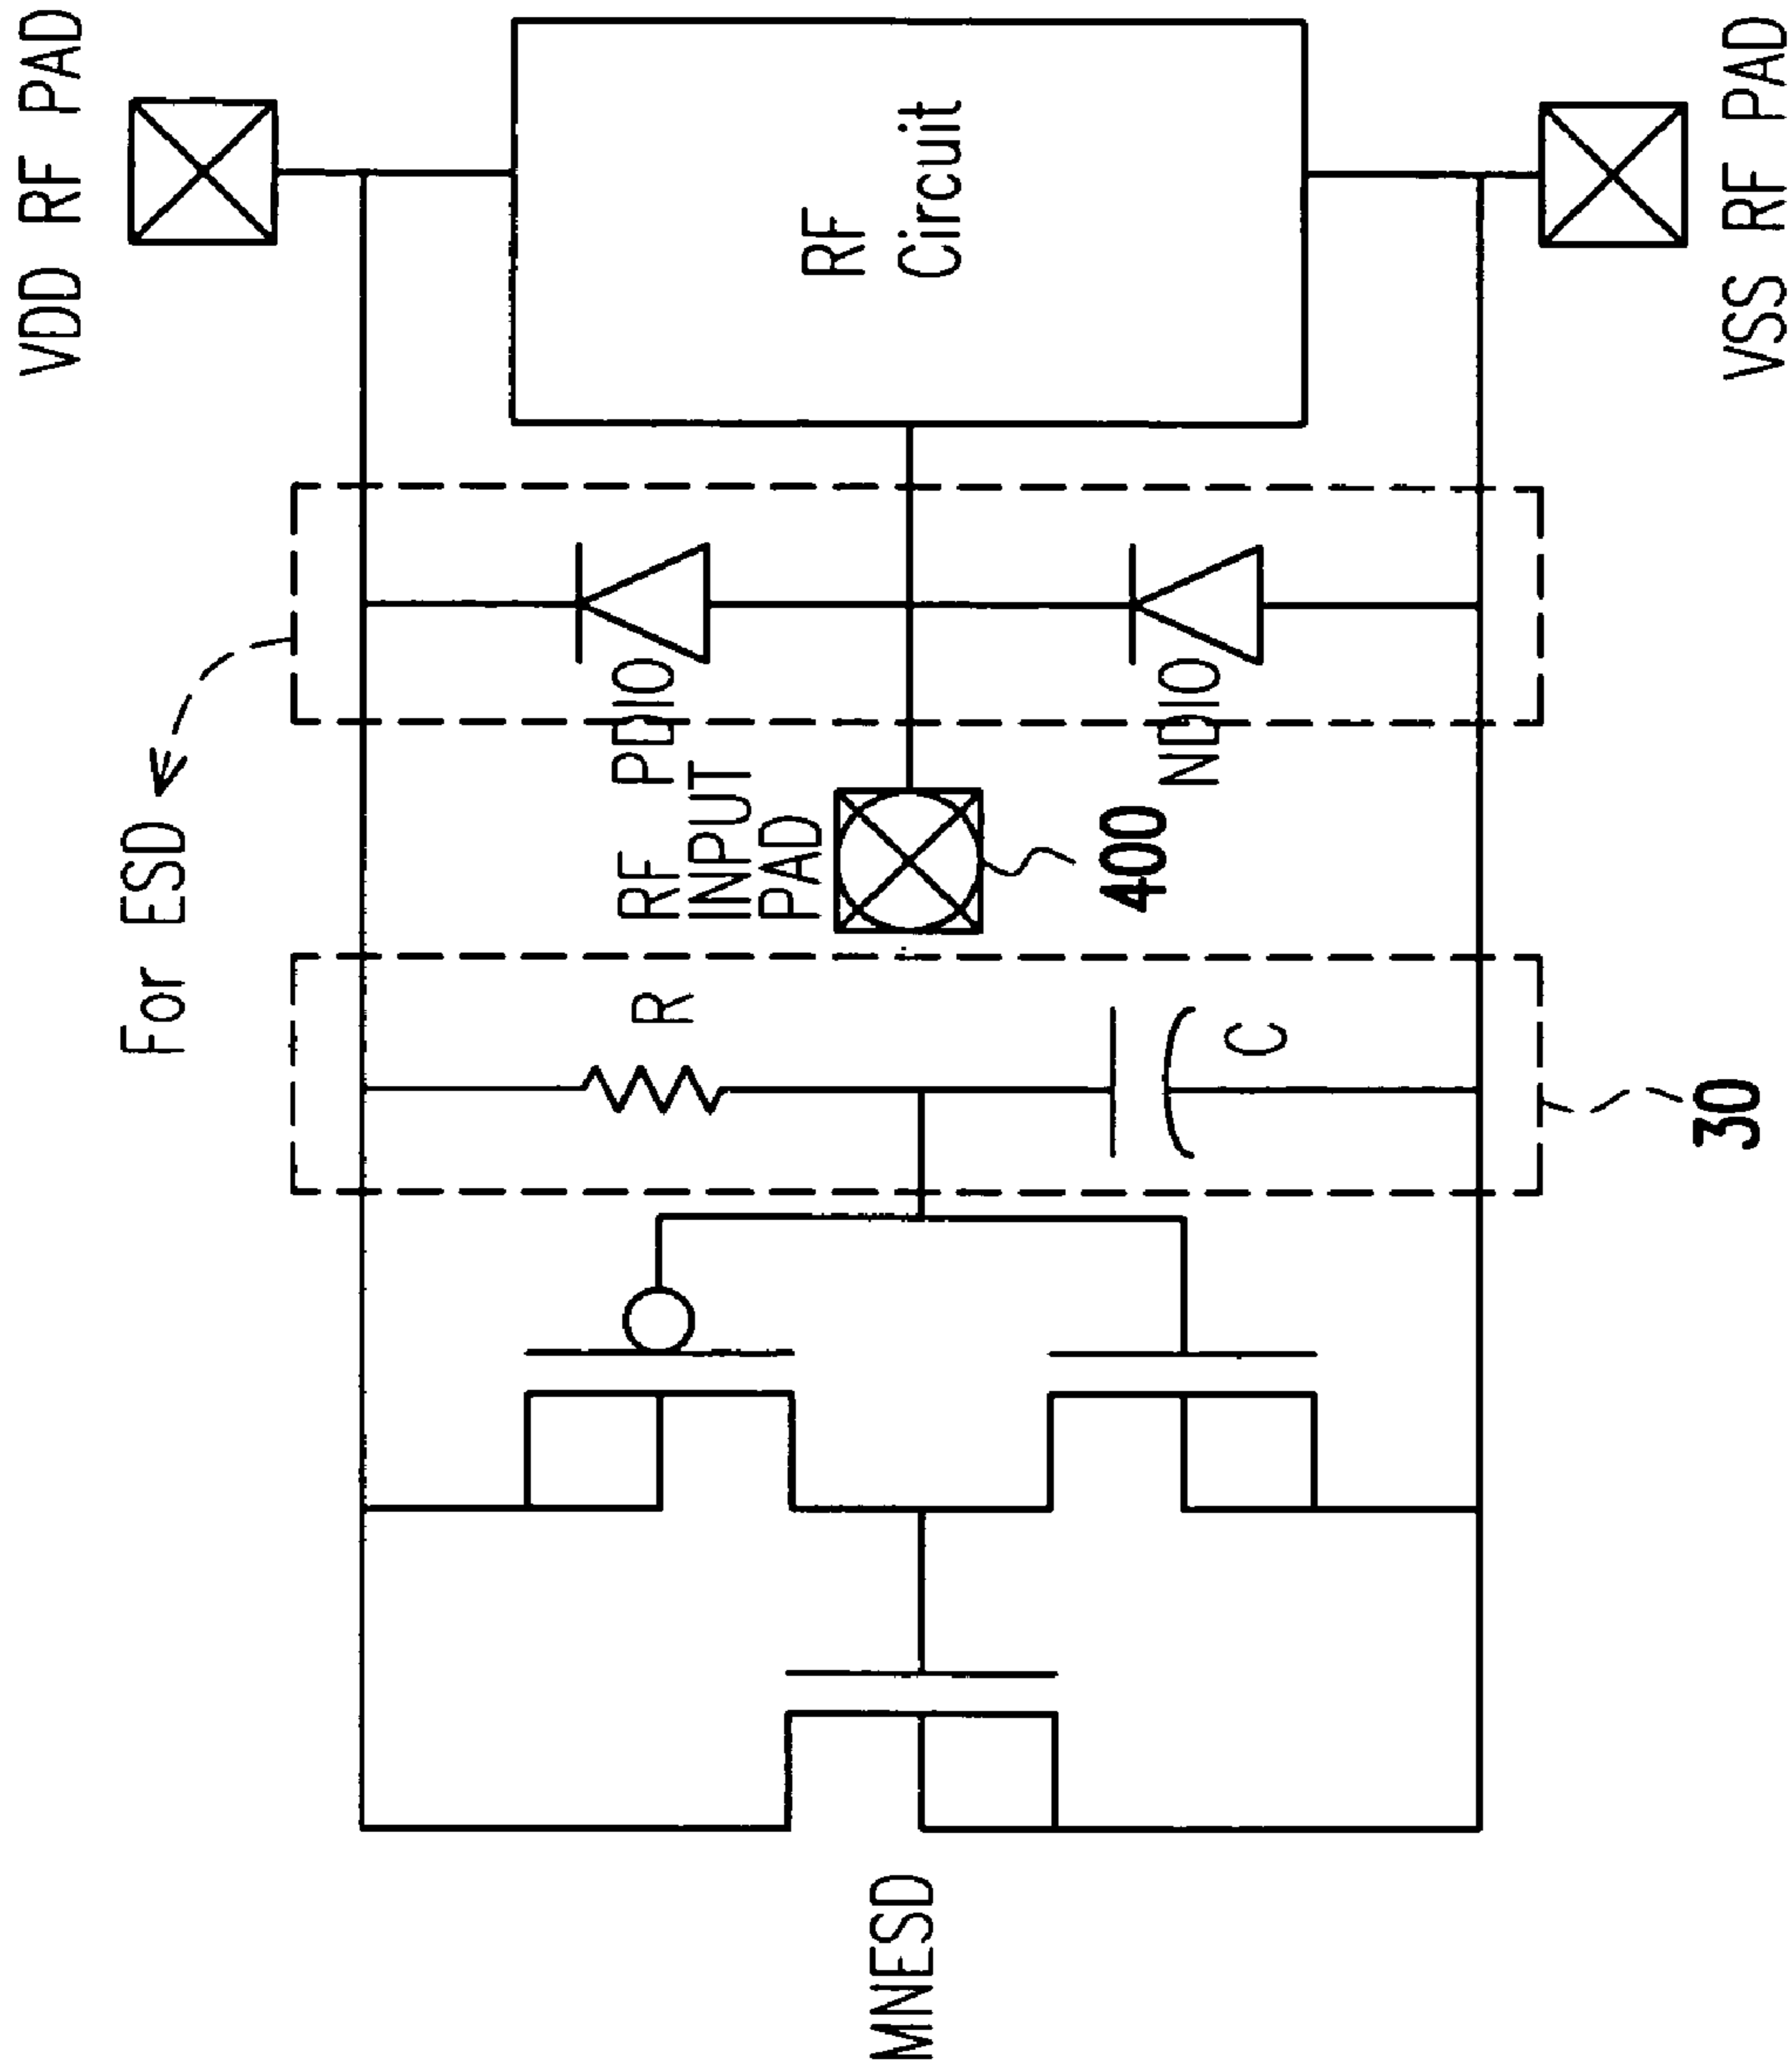 VDD RF PAD
For ESD
PDIO
RF
INPUT
PAD
R
RF
Circuit
MNESD
400
NDIO
C
30
VSS RF PAD